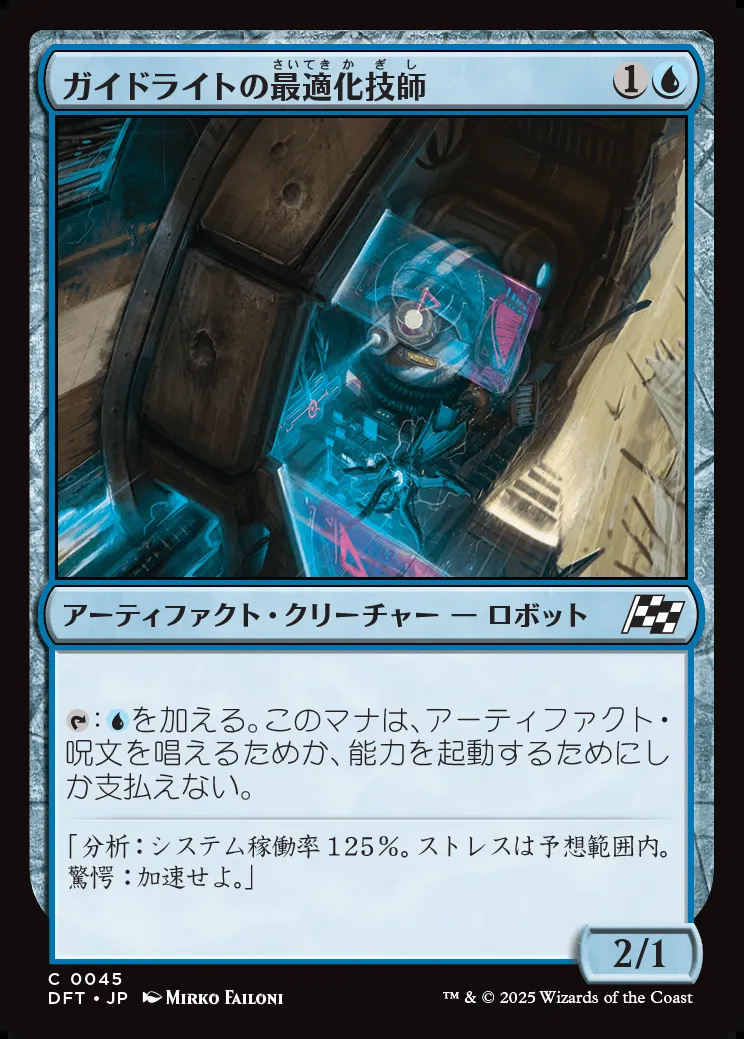 さいてきかぎし
ガイドライトの最適化技師 1
アーティファクト・クリーチャー — ロボット
:を加える。このマナは、アーティファクト・
呪文を唱えるためか、能力を起動するためにし
か支払えない。
「分析:システム稼働率125%。ストレスは予想範囲内。
驚愕:加速せよ。」
2/1
C 0045
DFT • JP Mirko Failoni
™ & © 2025 Wizards of the Coast